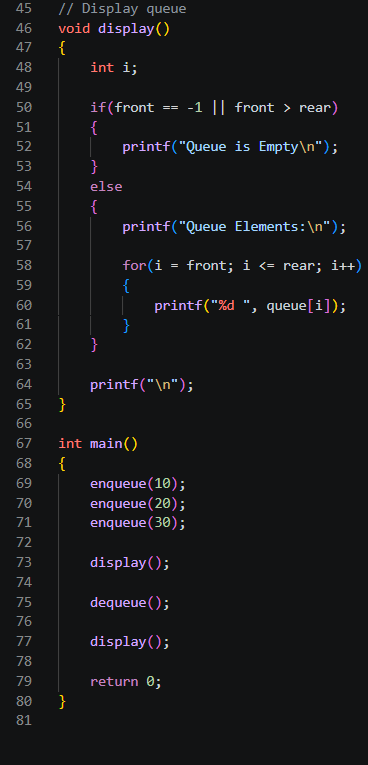 45 // Display queue
46 void display()
47 {
48     int i;
49
50     if(front == -1 || front > rear)
51     {
52         printf("Queue is Empty\n");
53     }
54     else
55     {
56         printf("Queue Elements:\n");
57
58         for(i = front; i <= rear; i++)
59         {
60             printf("%d ", queue[i]);
61         }
62     }
63
64     printf("\n");
65 }
66
67 int main()
68 {
69     enqueue(10);
70     enqueue(20);
71     enqueue(30);
72
73     display();
74
75     dequeue();
76
77     display();
78
79     return 0;
80 }
81